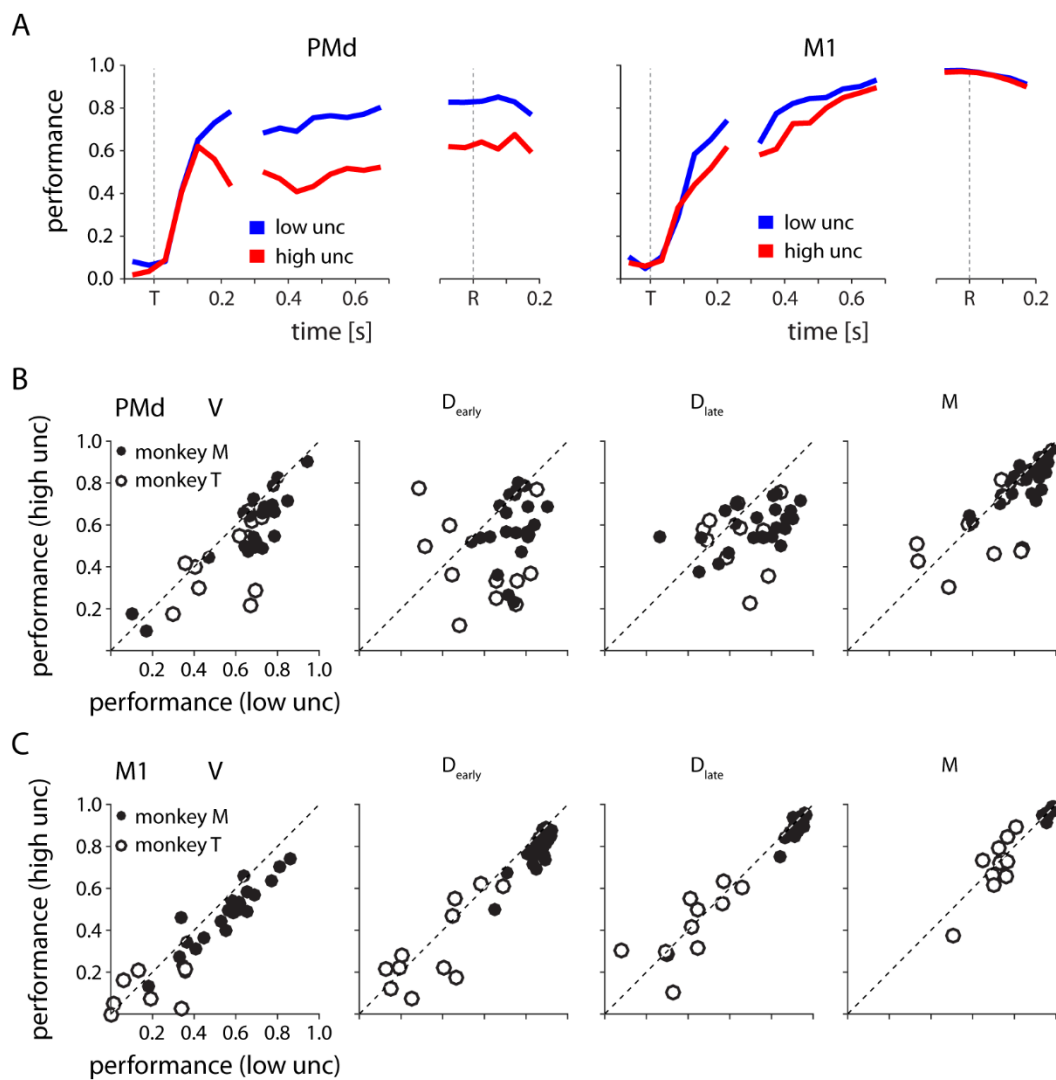 A
PMd
M1
performance
1.0
0.8
0.6
0.4
0.2
0.0
low unc
high unc
low unc
high unc
T 0.2 0.4 0.6 R 0.2
T 0.2 0.4 0.6 R 0.2
time [s]
time [s]
B
PMd V
D early
D late
M
monkey M
monkey T
performance (high unc)
1.0
0.8
0.6
0.4
0.2
0.2 0.4 0.6 0.8 1.0
performance (low unc)
C
M1 V
D early
D late
M
monkey M
monkey T
performance (high unc)
1.0
0.8
0.6
0.4
0.2
0.2 0.4 0.6 0.8 1.0
performance (low unc)